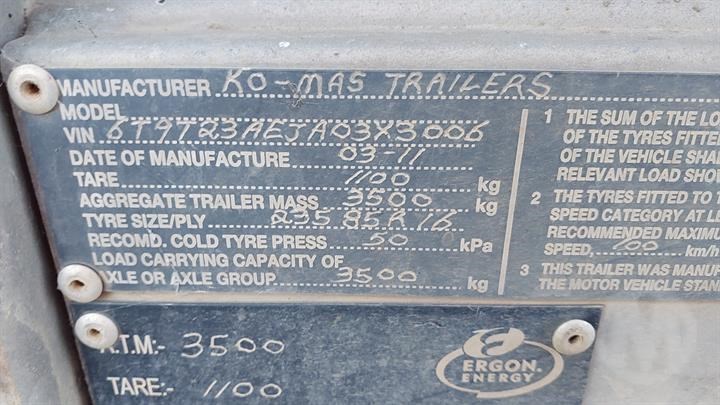 MANUFACTURER KO-MAS TRAILERS
MODEL
VIN 6T9T23AEJA03X3006
DATE OF MANUFACTURE 03-11
TARE 1100 kg
AGGREGATE TRAILER MASS 3500 kg
TYRE SIZE/PLY 235 85R16
RECOMD. COLD TYRE PRESS 50 kPa
LOAD CARRYING CAPACITY OF
AXLE OR AXLE GROUP 3500 kg
1 THE SUM OF THE LO
OF THE TYRES FITTE
OF THE VEHICLE SHA
RELEVANT LOAD SHO
2 THE TYRES FITTED TO T
SPEED CATEGORY AT LE
RECOMMENDED MAXIMU
SPEED, 100 km/h
3 THIS TRAILER WAS MANUF
THE MOTOR VEHICLE STAN
A.T.M:- 3500
TARE:- 1100
ERGON.
ENERGY